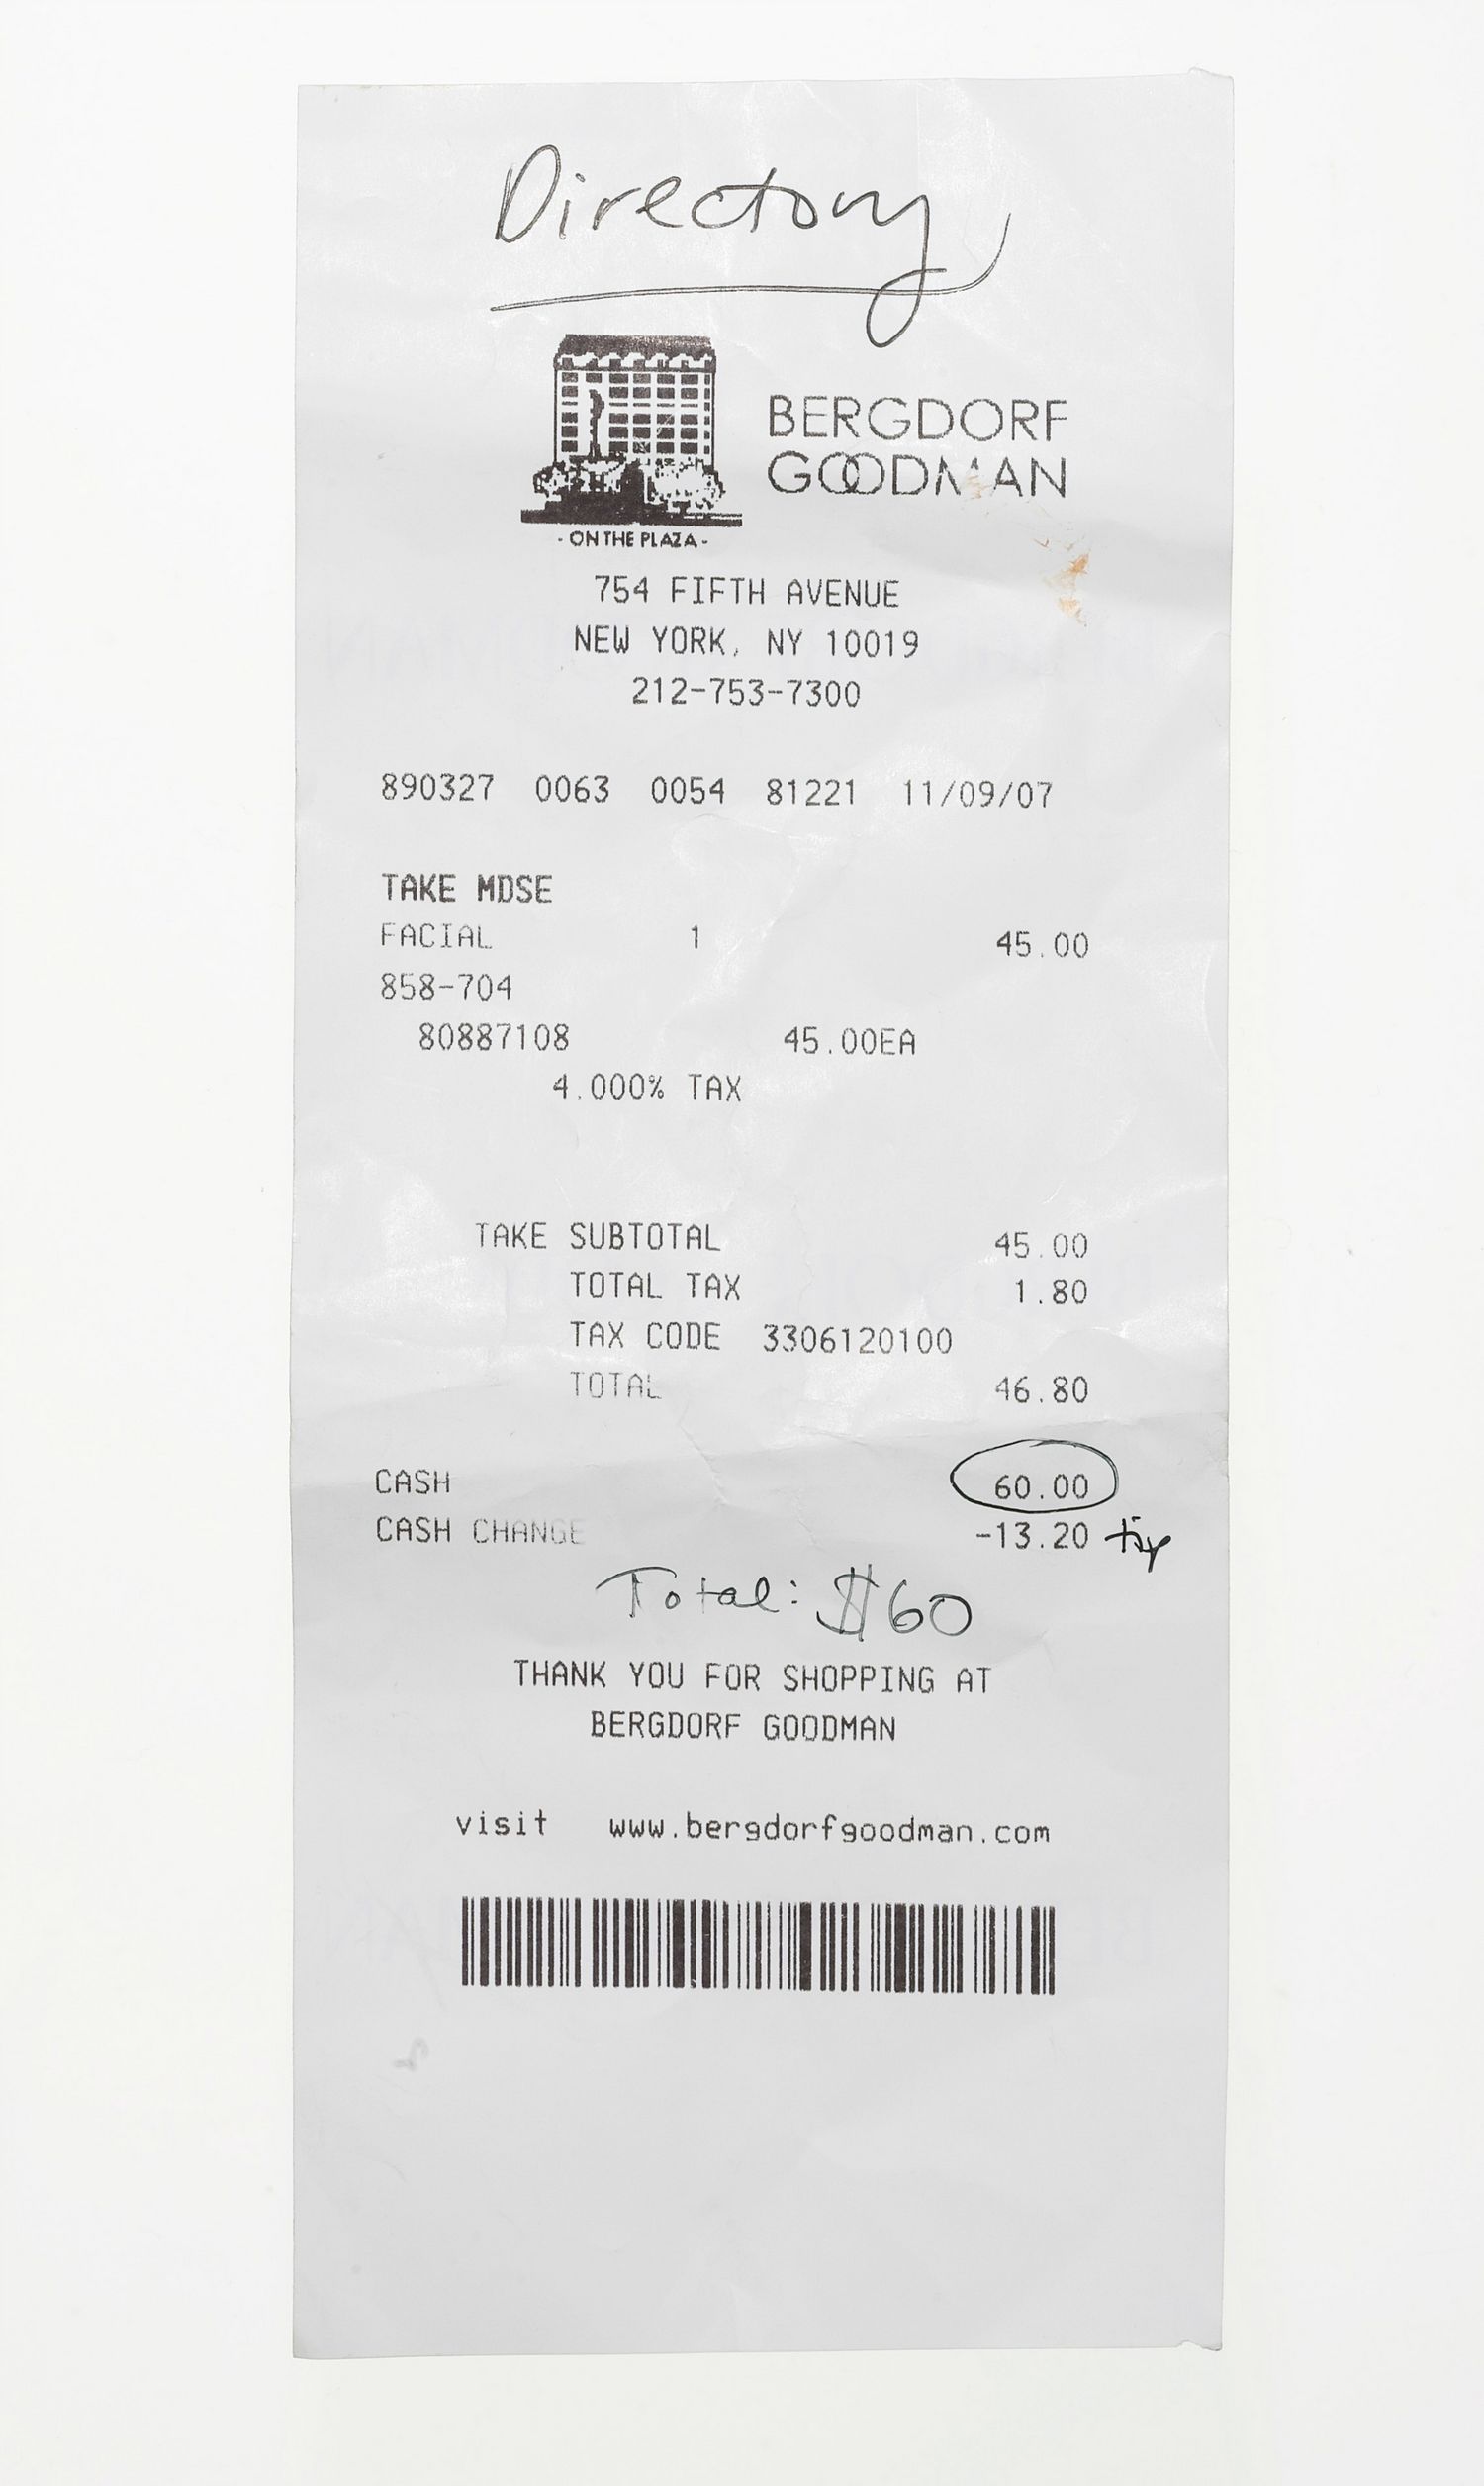 Directory
BERGDORF
GOODMAN
- ON THE PLAZA -
754 FIFTH AVENUE
NEW YORK, NY 10019
212-753-7300
890327 0063 0054 81221 11/09/07
TAKE MDSE
FACIAL 1 45.00
858-704
80887108 45.00EA
4.000% TAX
TAKE SUBTOTAL 45.00
TOTAL TAX 1.80
TAX CODE 3306120100
TOTAL 46.80
CASH 60.00
CASH CHANGE -13.20 tip
Total: $60
THANK YOU FOR SHOPPING AT
BERGDORF GOODMAN
visit www.bergdorfgoodman.com